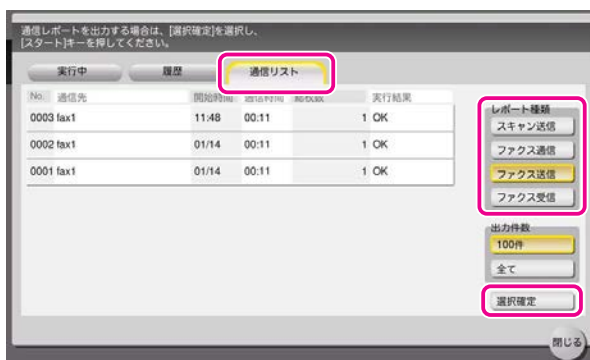 通信レポートを出力する場合は、[選択確定]を選択し、
[スタート]キーを押してください。
実行中 履歴 通信リスト
No. 通信先 開始時間 通信時間 総枚数 実行結果
0003 fax1 11:48 00:11 1 OK
0002 fax1 01/14 00:11 1 OK
0001 fax1 01/14 00:11 1 OK
レポート種類
スキャン送信
ファクス通信
ファクス送信
ファクス受信
出力件数
100件
全て
選択確定
閉じる